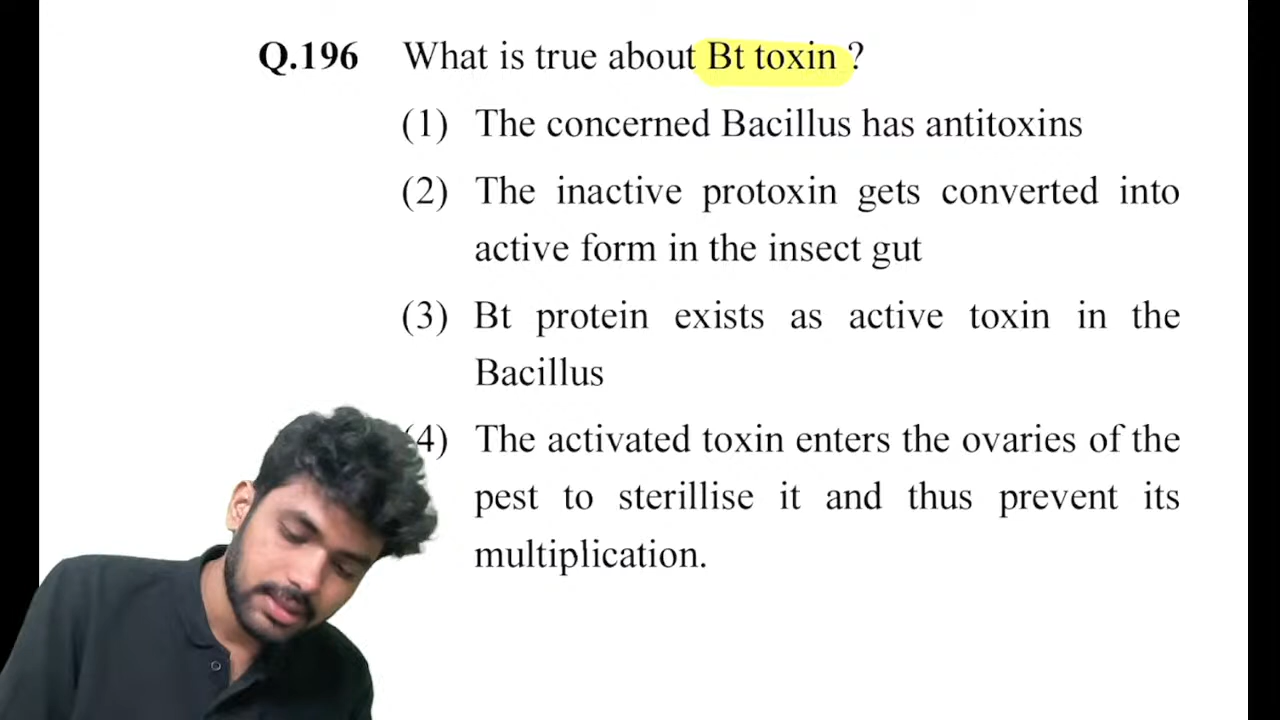 Q.196 What is true about Bt toxin ?
(1) The concerned Bacillus has antitoxins
(2) The inactive protoxin gets converted into
active form in the insect gut
(3) Bt protein exists as active toxin in the
Bacillus
(4) The activated toxin enters the ovaries of the
pest to sterillise it and thus prevent its
multiplication.